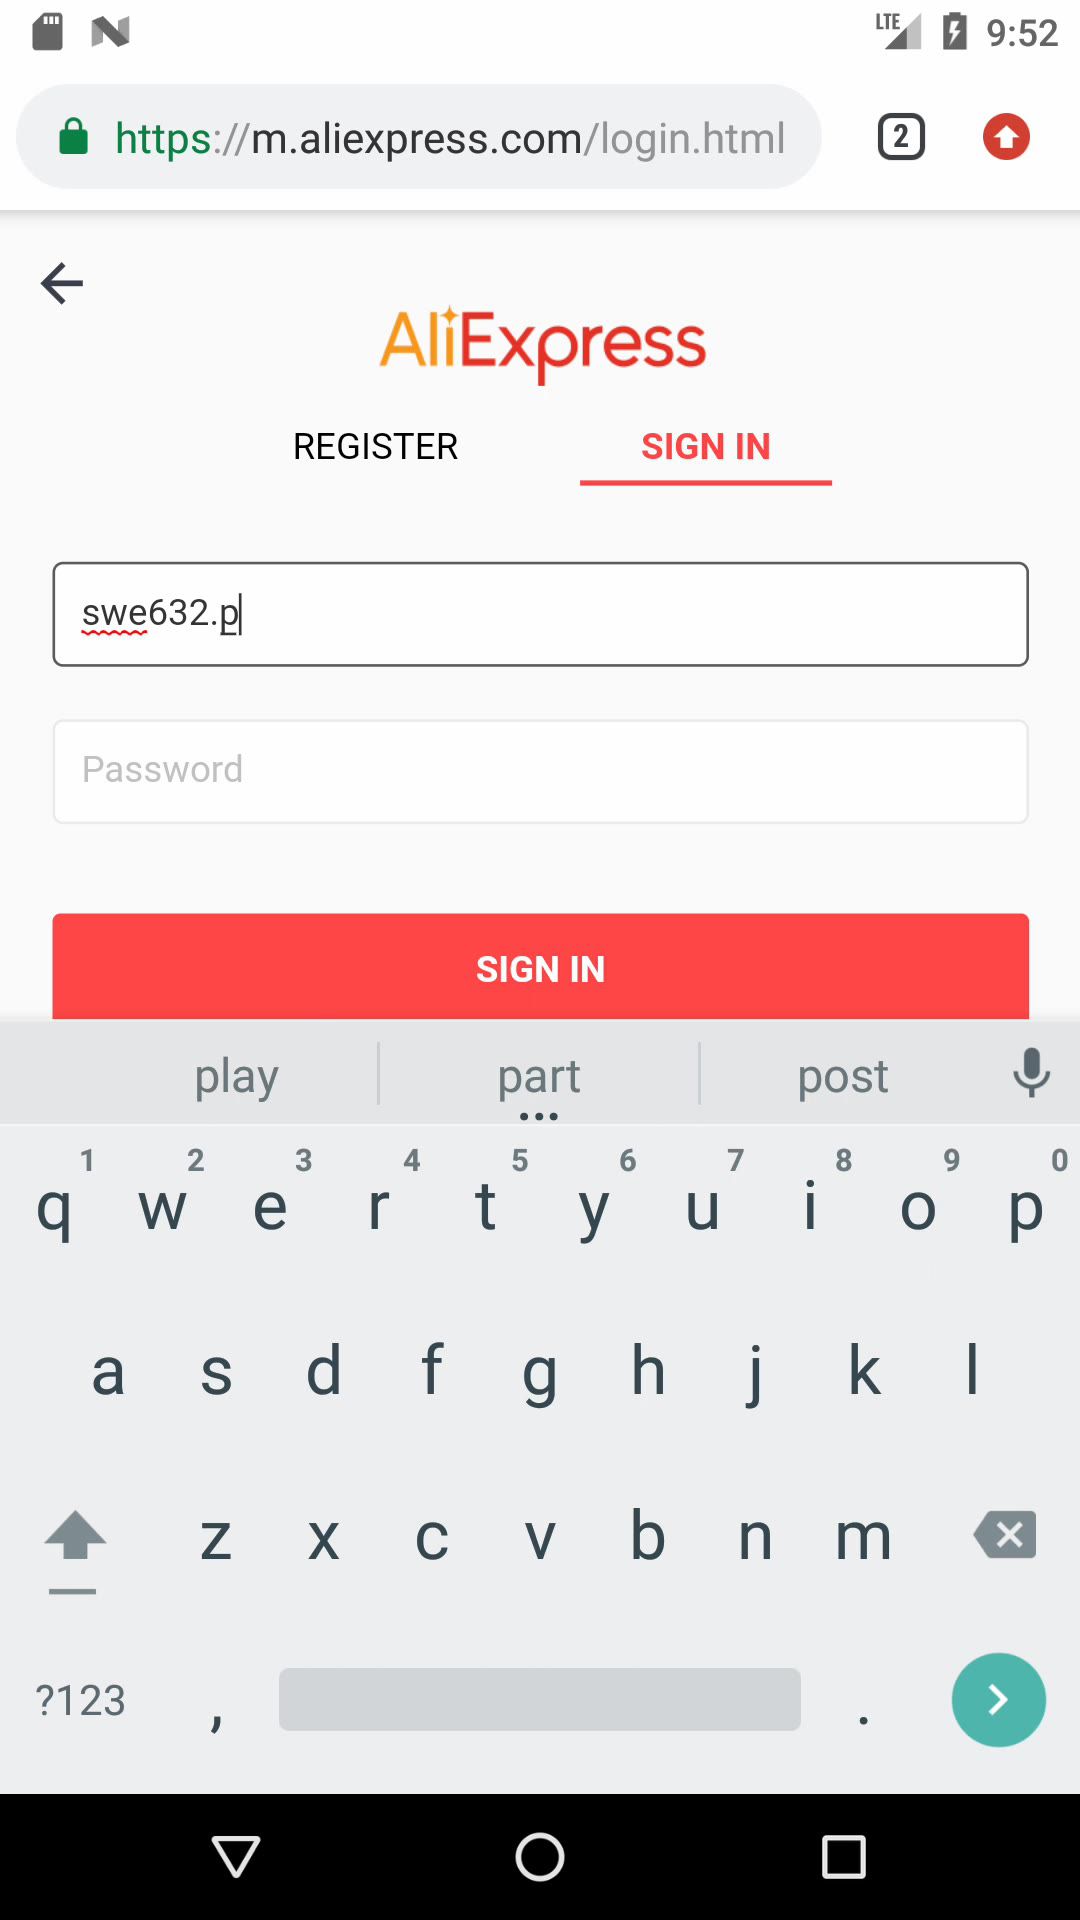 LTE 9:52
https://m.aliexpress.com/login.html 2
AliExpress
REGISTER SIGN IN
swe632.p
Password
SIGN IN
play part post
1 2 3 4 5 6 7 8 9 0
q w e r t y u i o p
a s d f g h j k l
z x c v b n m
?123 , .